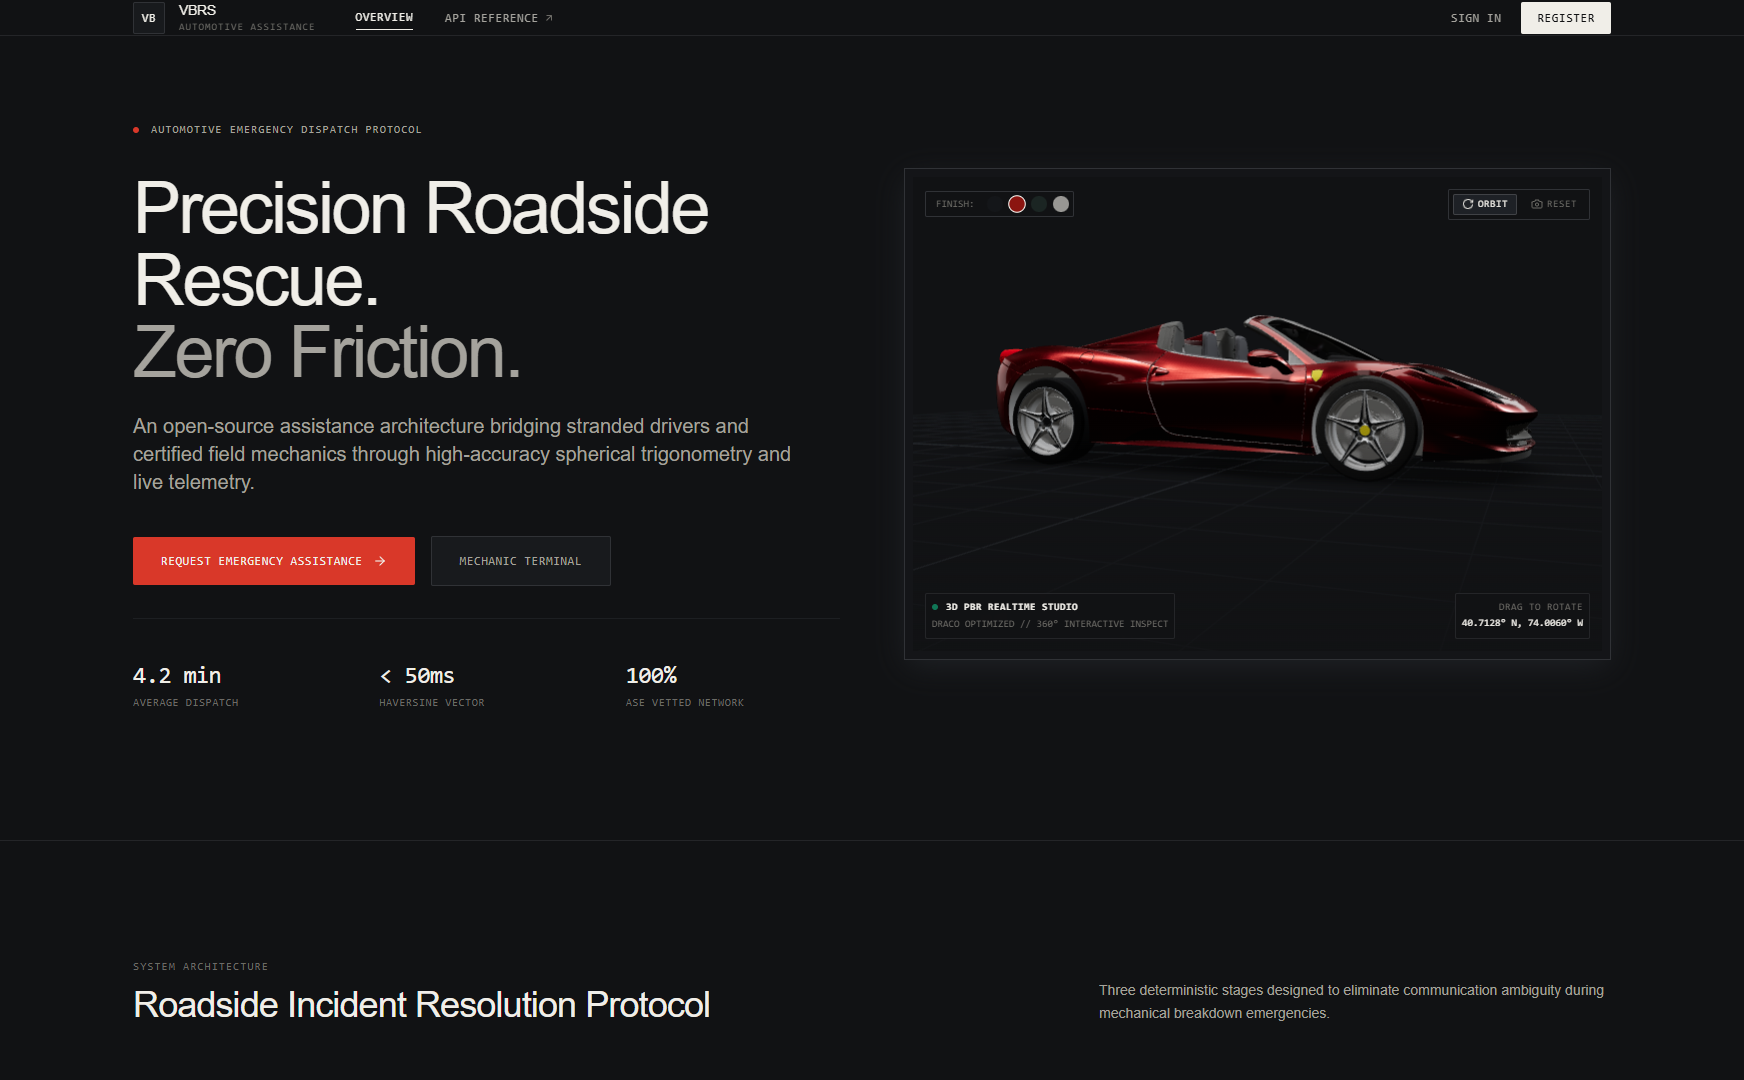 VB
VBRS
AUTOMOTIVE ASSISTANCE
OVERVIEW
API REFERENCE ↗
SIGN IN
REGISTER
AUTOMOTIVE EMERGENCY DISPATCH PROTOCOL
Precision Roadside
Rescue.
Zero Friction.
An open-source assistance architecture bridging stranded drivers and
certified field mechanics through high-accuracy spherical trigonometry and
live telemetry.
REQUEST EMERGENCY ASSISTANCE →
MECHANIC TERMINAL
4.2 min
AVERAGE DISPATCH
< 50ms
HAVERSINE VECTOR
100%
ASE VETTED NETWORK
FINISH:
ORBIT
RESET
3D PBR REALTIME STUDIO
DRACO OPTIMIZED // 360° INTERACTIVE INSPECT
DRAG TO ROTATE
40.7128° N, 74.0060° W
SYSTEM ARCHITECTURE
Roadside Incident Resolution Protocol
Three deterministic stages designed to eliminate communication ambiguity during
mechanical breakdown emergencies.